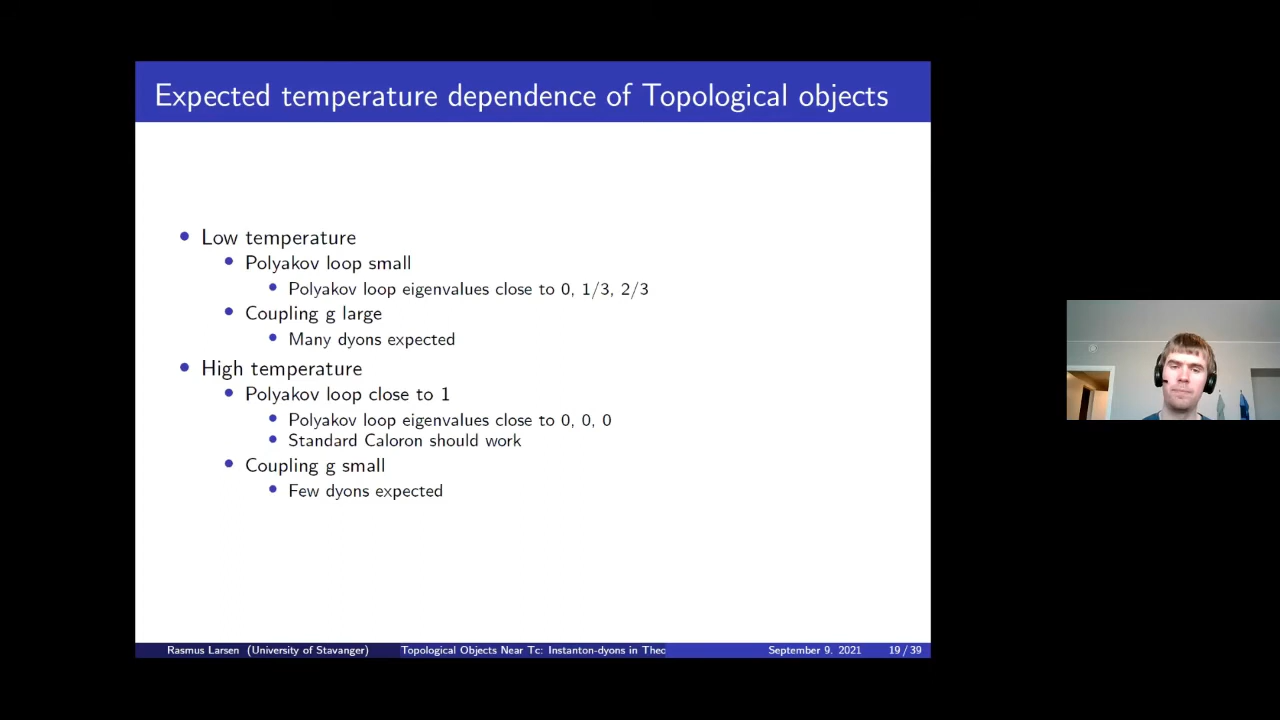 Expected temperature dependence of Topological objects
Low temperature
Polyakov loop small
Polyakov loop eigenvalues close to 0, 1/3, 2/3
Coupling g large
Many dyons expected
High temperature
Polyakov loop close to 1
Polyakov loop eigenvalues close to 0, 0, 0
Standard Caloron should work
Coupling g small
Few dyons expected
Rasmus Larsen (University of Stavanger) Topological Objects Near Tc: Instanton-dyons in Theo September 9. 2021 19 / 39